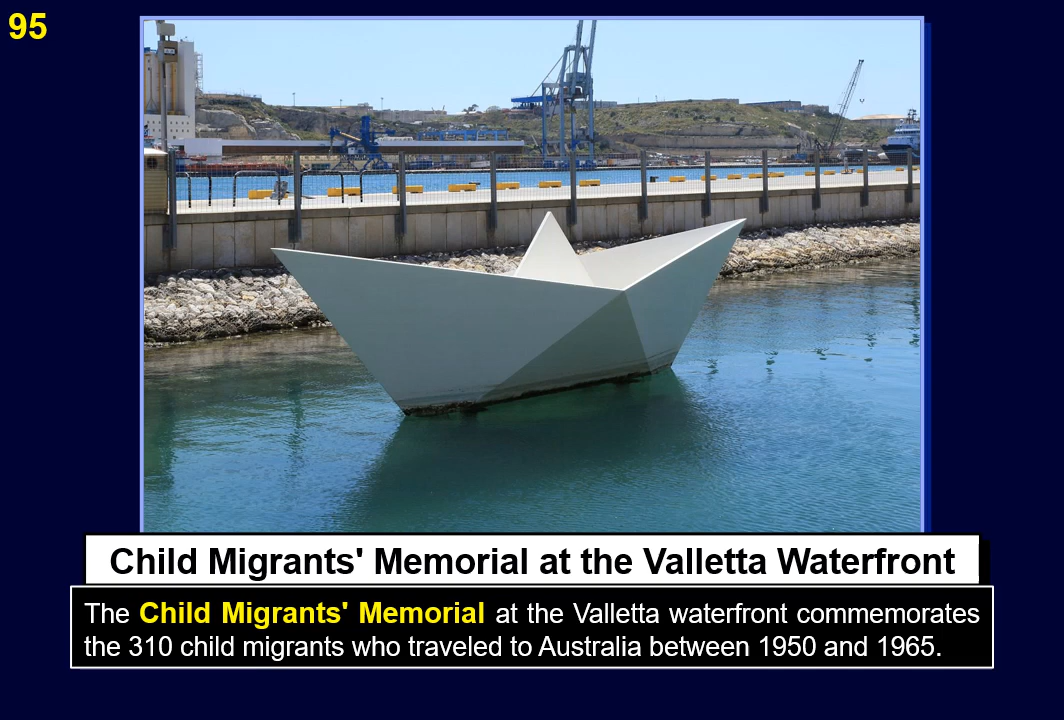 95
Child Migrants' Memorial at the Valletta Waterfront
The Child Migrants' Memorial at the Valletta waterfront commemorates
the 310 child migrants who traveled to Australia between 1950 and 1965.